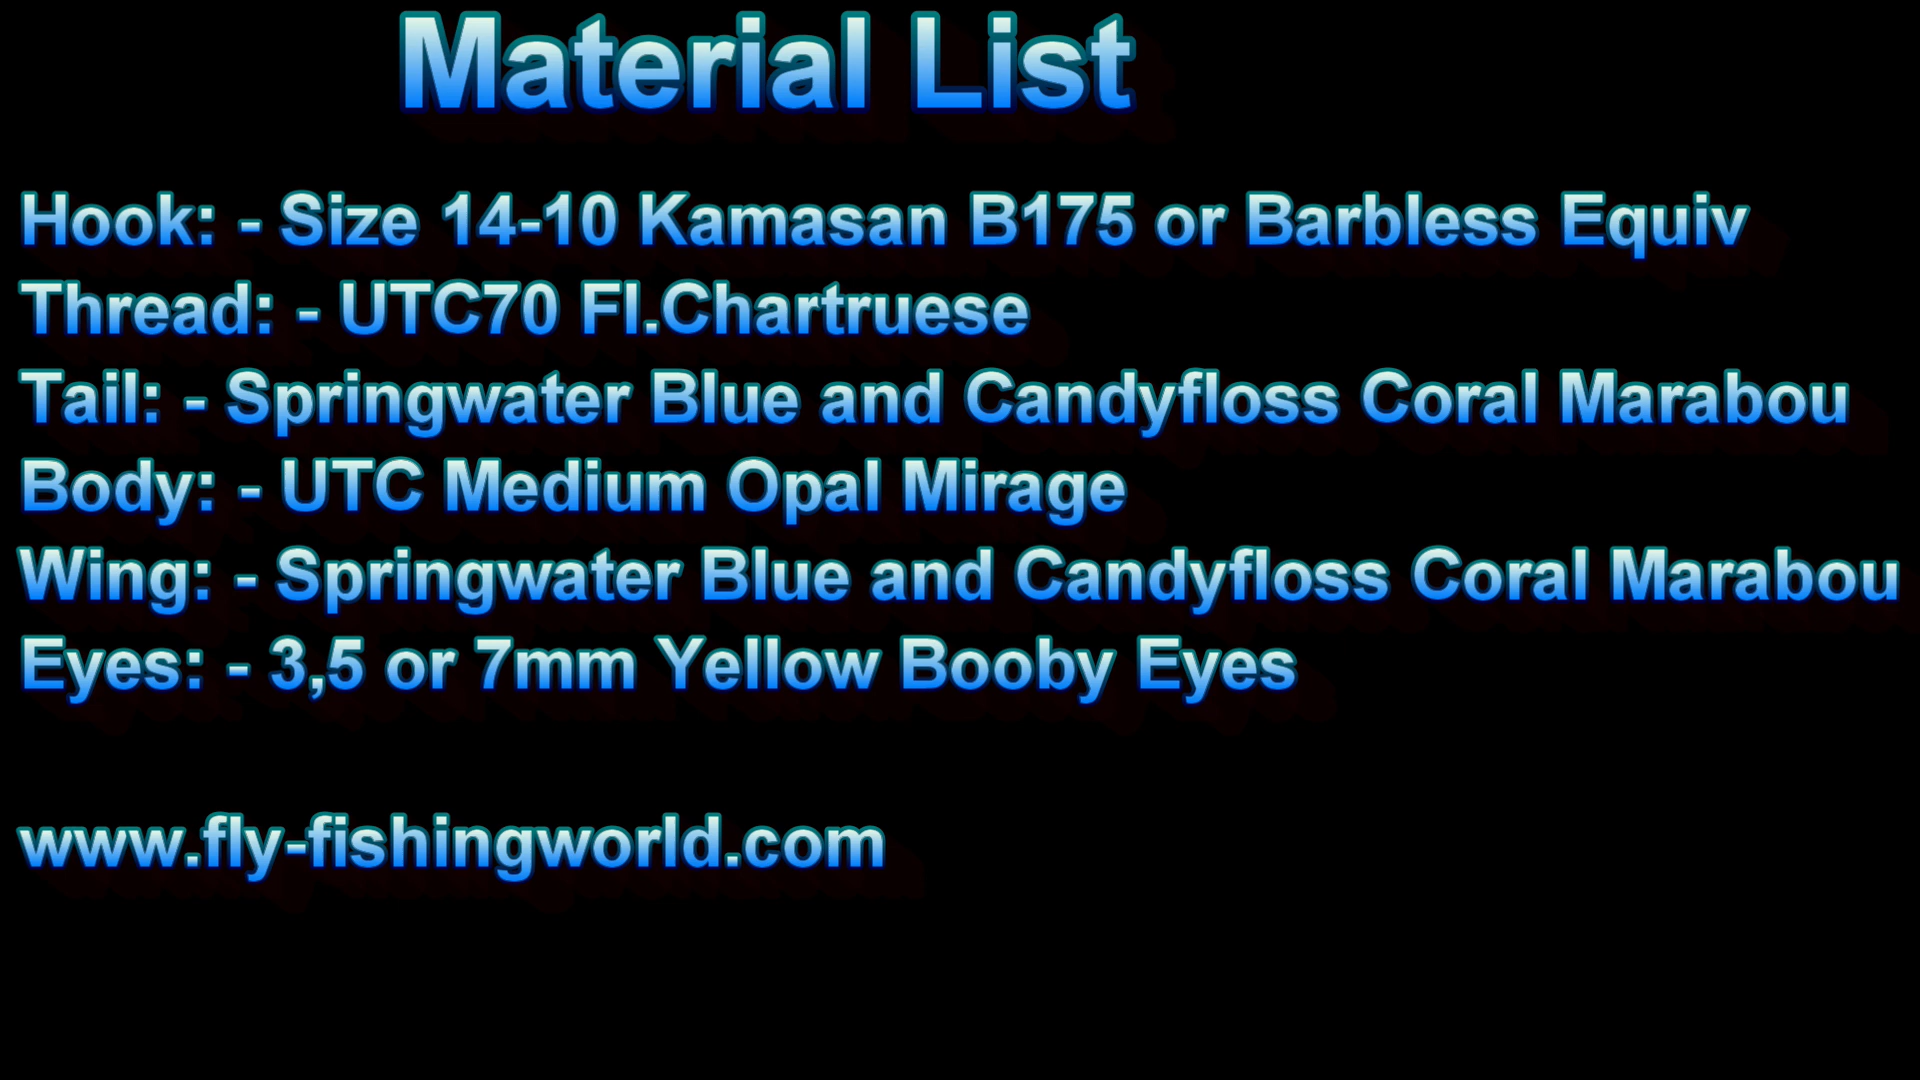 Material List
Hook: - Size 14-10 Kamasan B175 or Barbless Equiv
Thread: - UTC70 Fl.Chartruese
Tail: - Springwater Blue and Candyfloss Coral Marabou
Body: - UTC Medium Opal Mirage
Wing: - Springwater Blue and Candyfloss Coral Marabou
Eyes: - 3,5 or 7mm Yellow Booby Eyes
www.fly-fishingworld.com